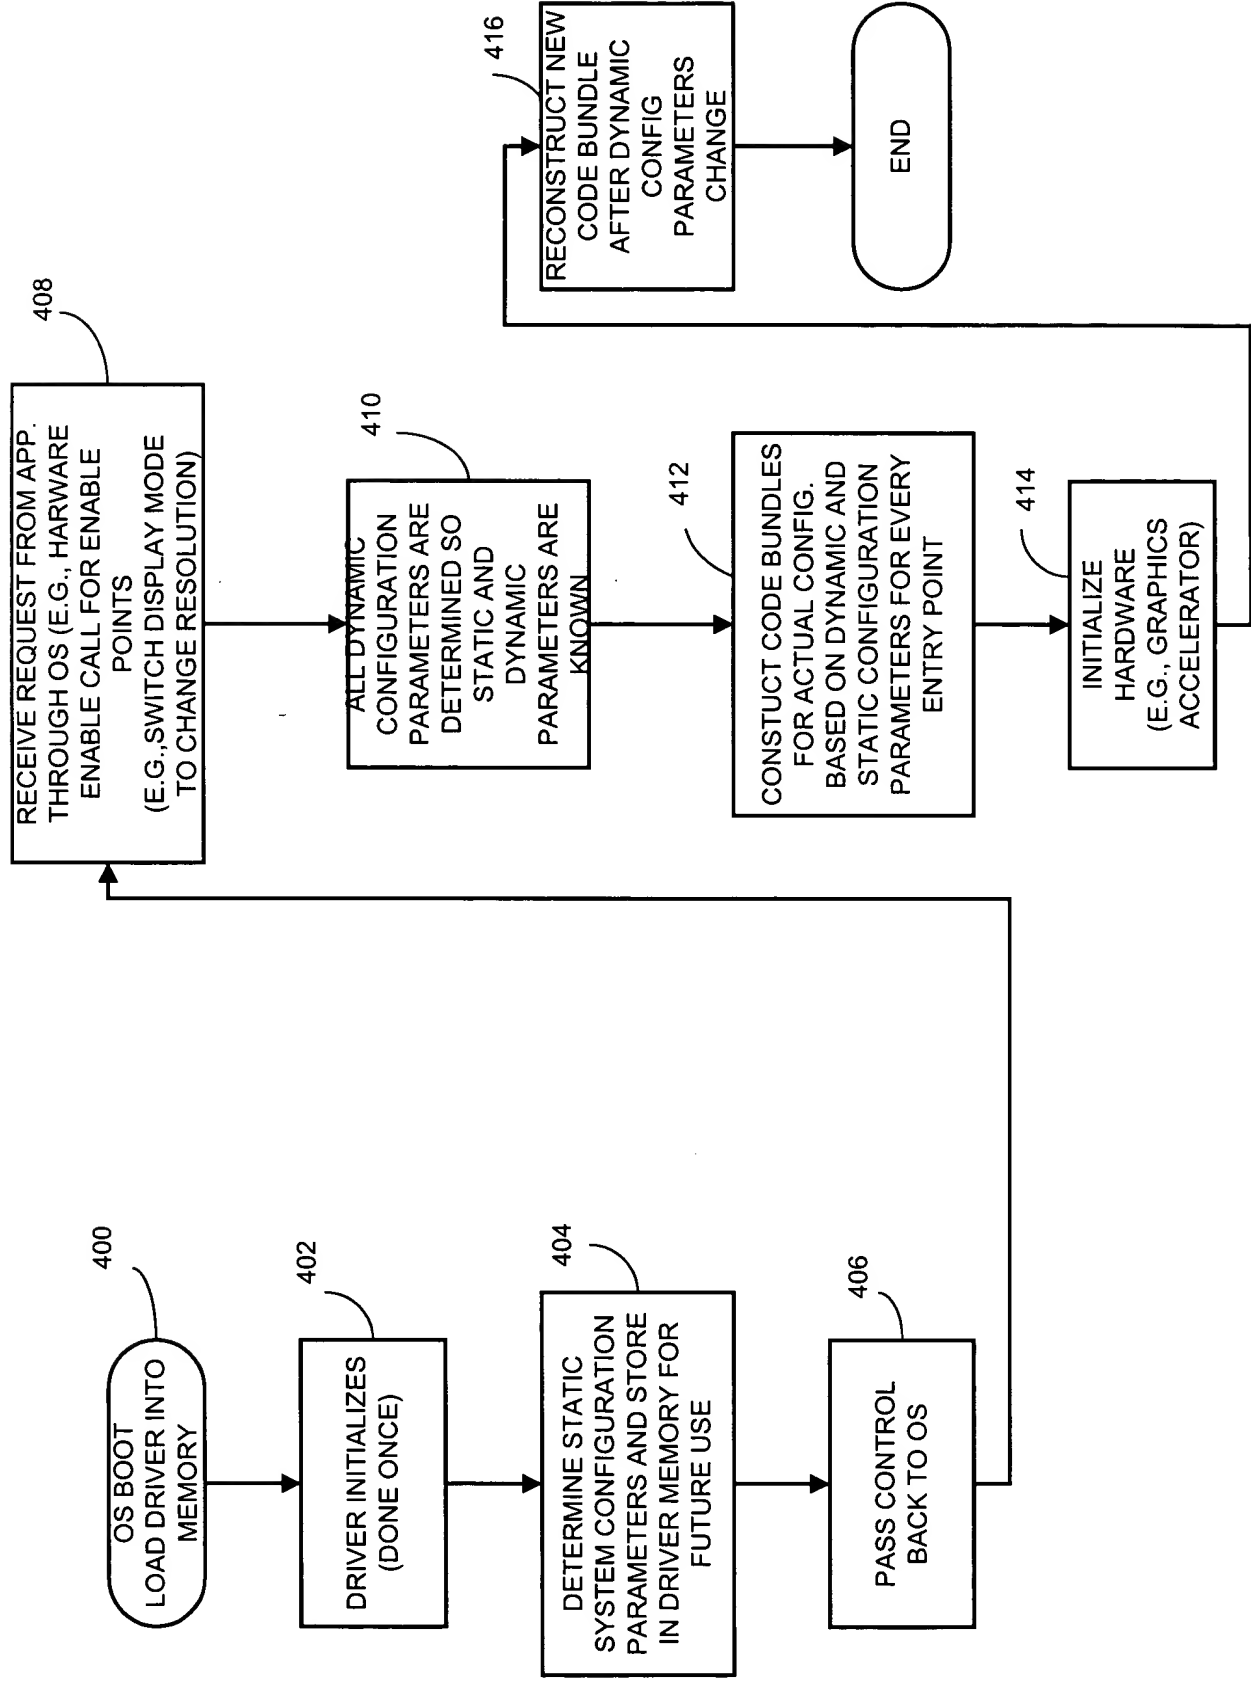 400
OS BOOT
LOAD DRIVER INTO
MEMORY
402
DRIVER INITIALIZES
(DONE ONCE)
404
DETERMINE STATIC
SYSTEM CONFIGURATION
PARAMETERS AND STORE
IN DRIVER MEMORY FOR
FUTURE USE
406
PASS CONTROL
BACK TO OS
408
RECEIVE REQUEST FROM APP.
THROUGH OS (E.G., HARWARE
ENABLE CALL FOR ENABLE
POINTS
(E.G.,SWITCH DISPLAY MODE
TO CHANGE RESOLUTION)
410
ALL DYNAMIC
CONFIGURATION
PARAMETERS ARE
DETERMINED SO
STATIC AND
DYNAMIC
PARAMETERS ARE
KNOWN
412
CONSTUCT CODE BUNDLES
FOR ACTUAL CONFIG.
BASED ON DYNAMIC AND
STATIC CONFIGURATION
PARAMETERS FOR EVERY
ENTRY POINT
414
INITIALIZE
HARDWARE
(E.G., GRAPHICS
ACCELERATOR)
416
RECONSTRUCT NEW
CODE BUNDLE
AFTER DYNAMIC
CONFIG
PARAMETERS
CHANGE
END